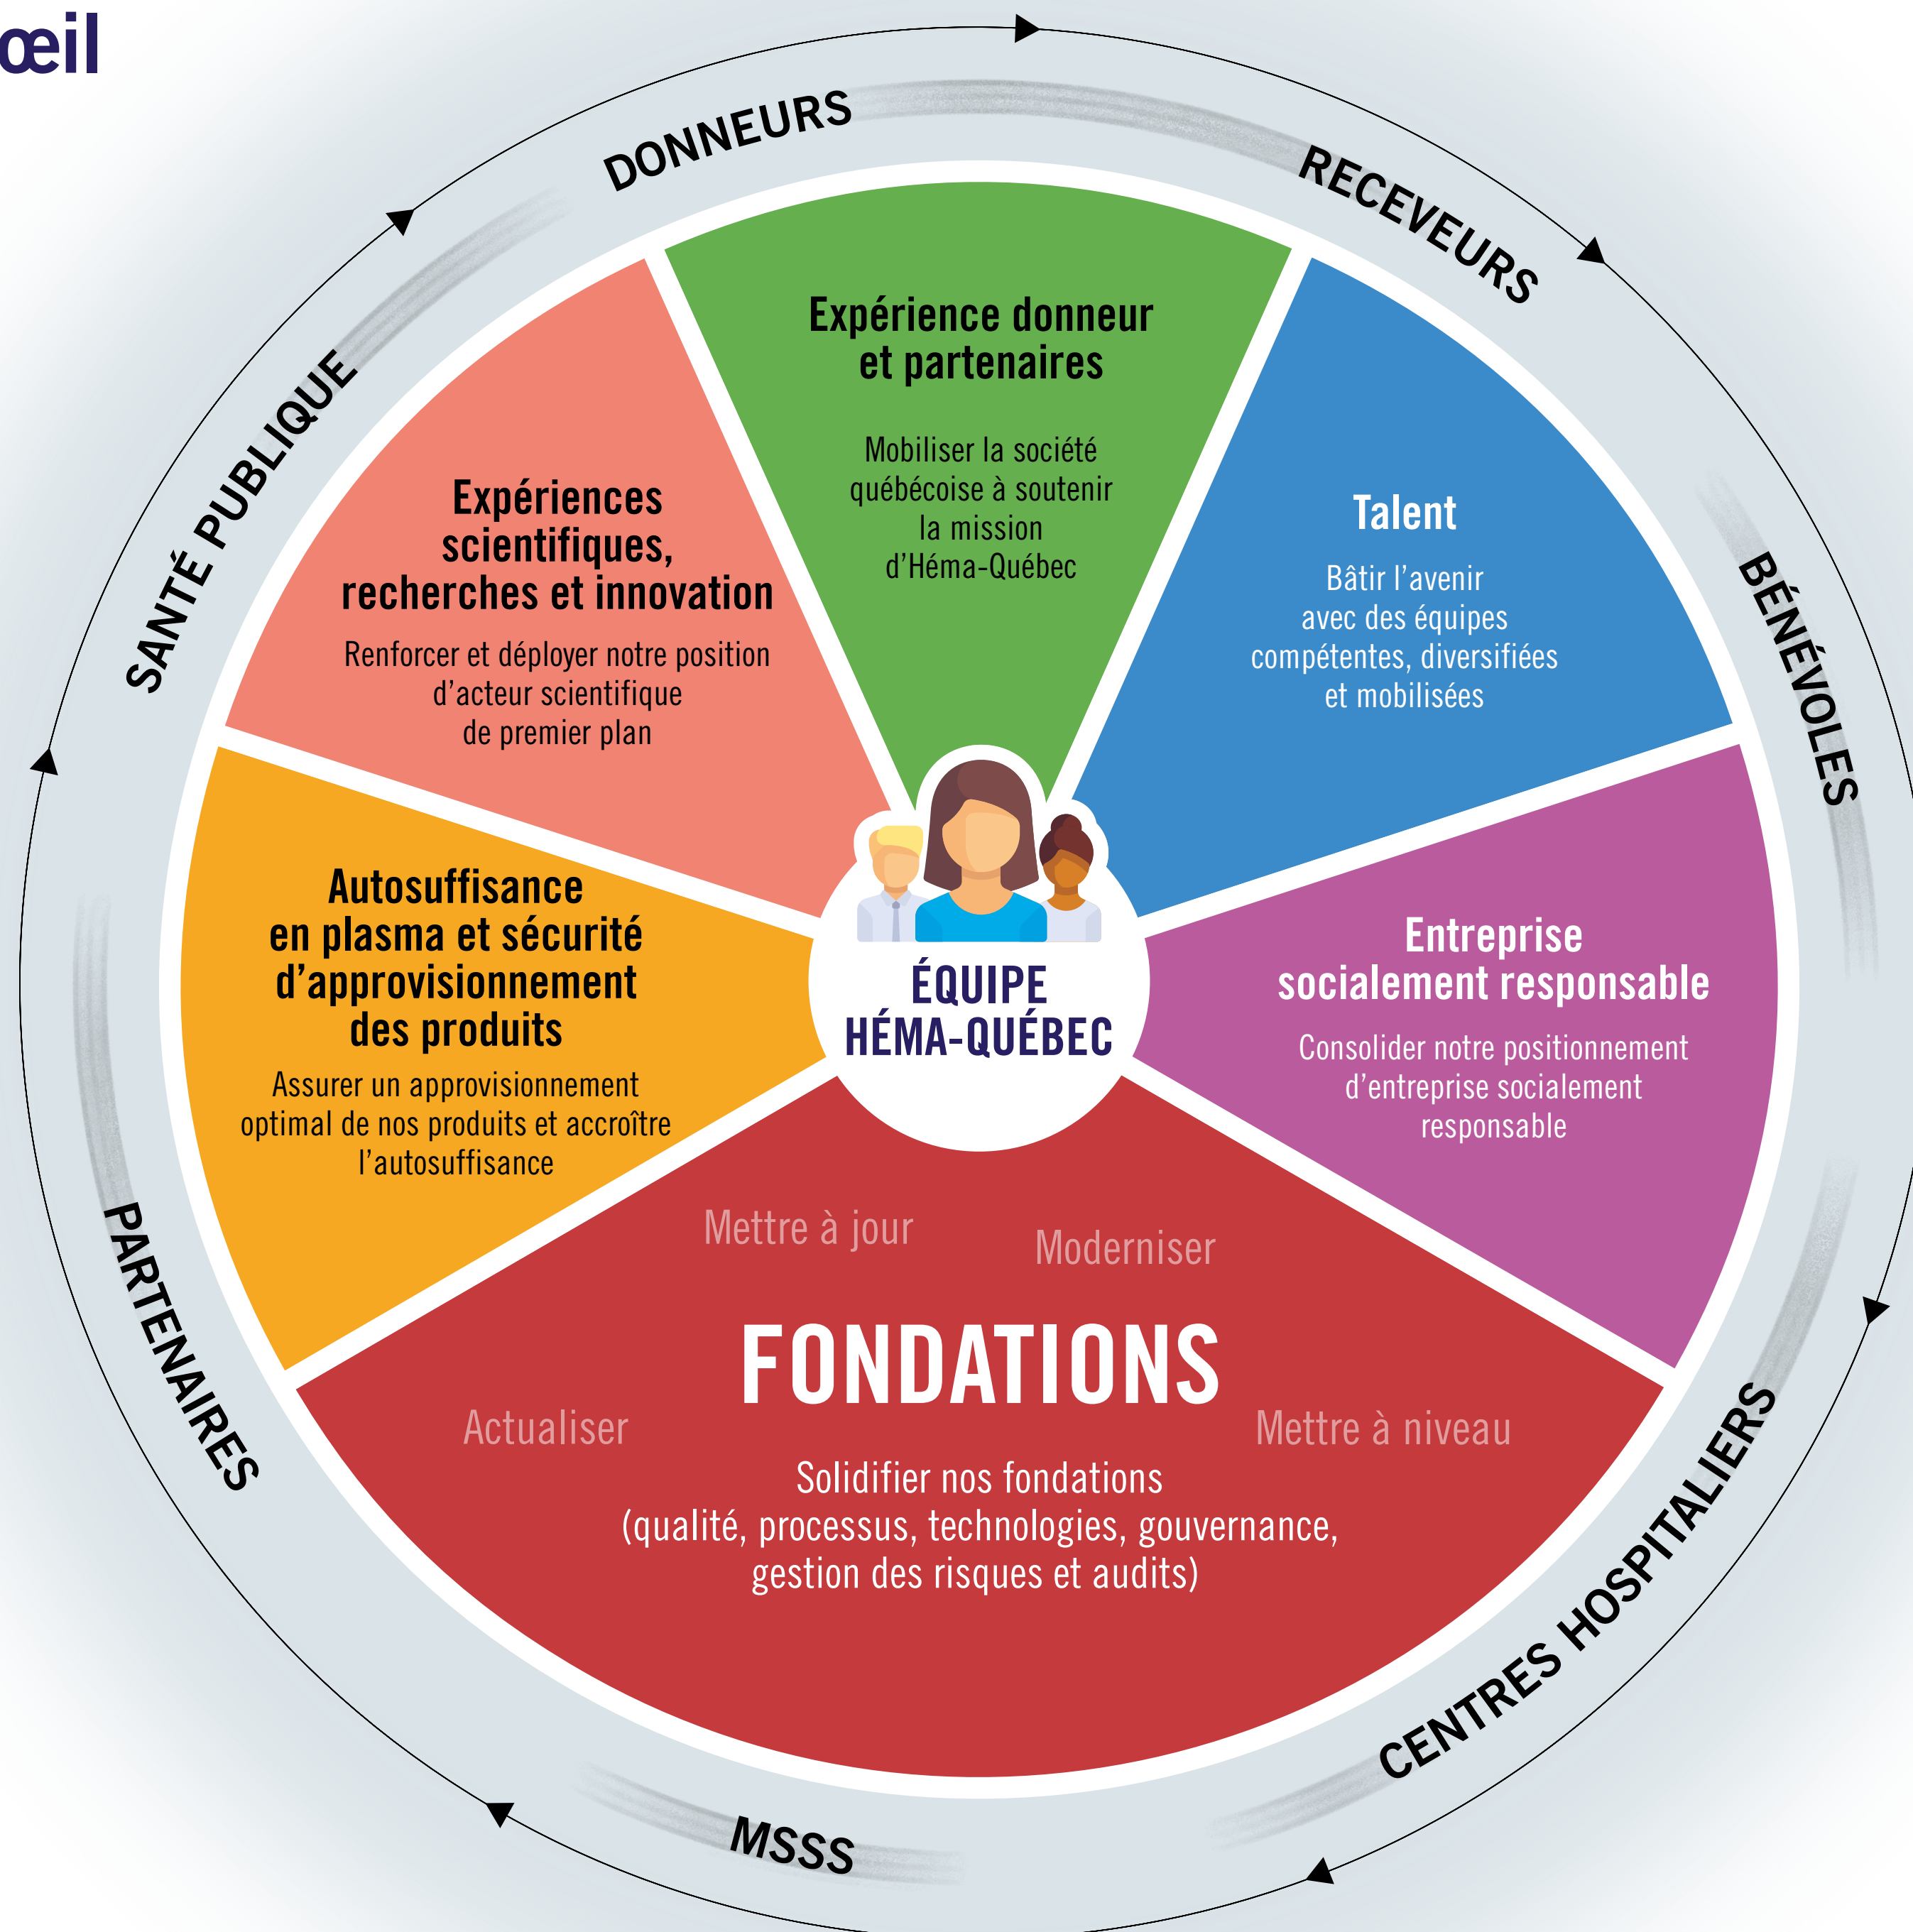 œil
DONNEURS
RECEVEURS
BÉNÉVOLES
CENTRES HOSPITALIERS
MSSS
PARTENAIRES
SANTÉ PUBLIQUE
Expérience donneur
et partenaires
Mobiliser la société
québécoise à soutenir
la mission
d'Héma-Québec
Talent
Bâtir l'avenir
avec des équipes
compétentes, diversifiées
et mobilisées
Entreprise
socialement responsable
Consolider notre positionnement
d'entreprise socialement
responsable
Expériences
scientifiques,
recherches et innovation
Renforcer et déployer notre position
d'acteur scientifique
de premier plan
Autosuffisance
en plasma et sécurité
d'approvisionnement
des produits
Assurer un approvisionnement
optimal de nos produits et accroître
l'autosuffisance
ÉQUIPE
HÉMA-QUÉBEC
Mettre à jour
Moderniser
FONDATIONS
Actualiser
Mettre à niveau
Solidifier nos fondations
(qualité, processus, technologies, gouvernance,
gestion des risques et audits)